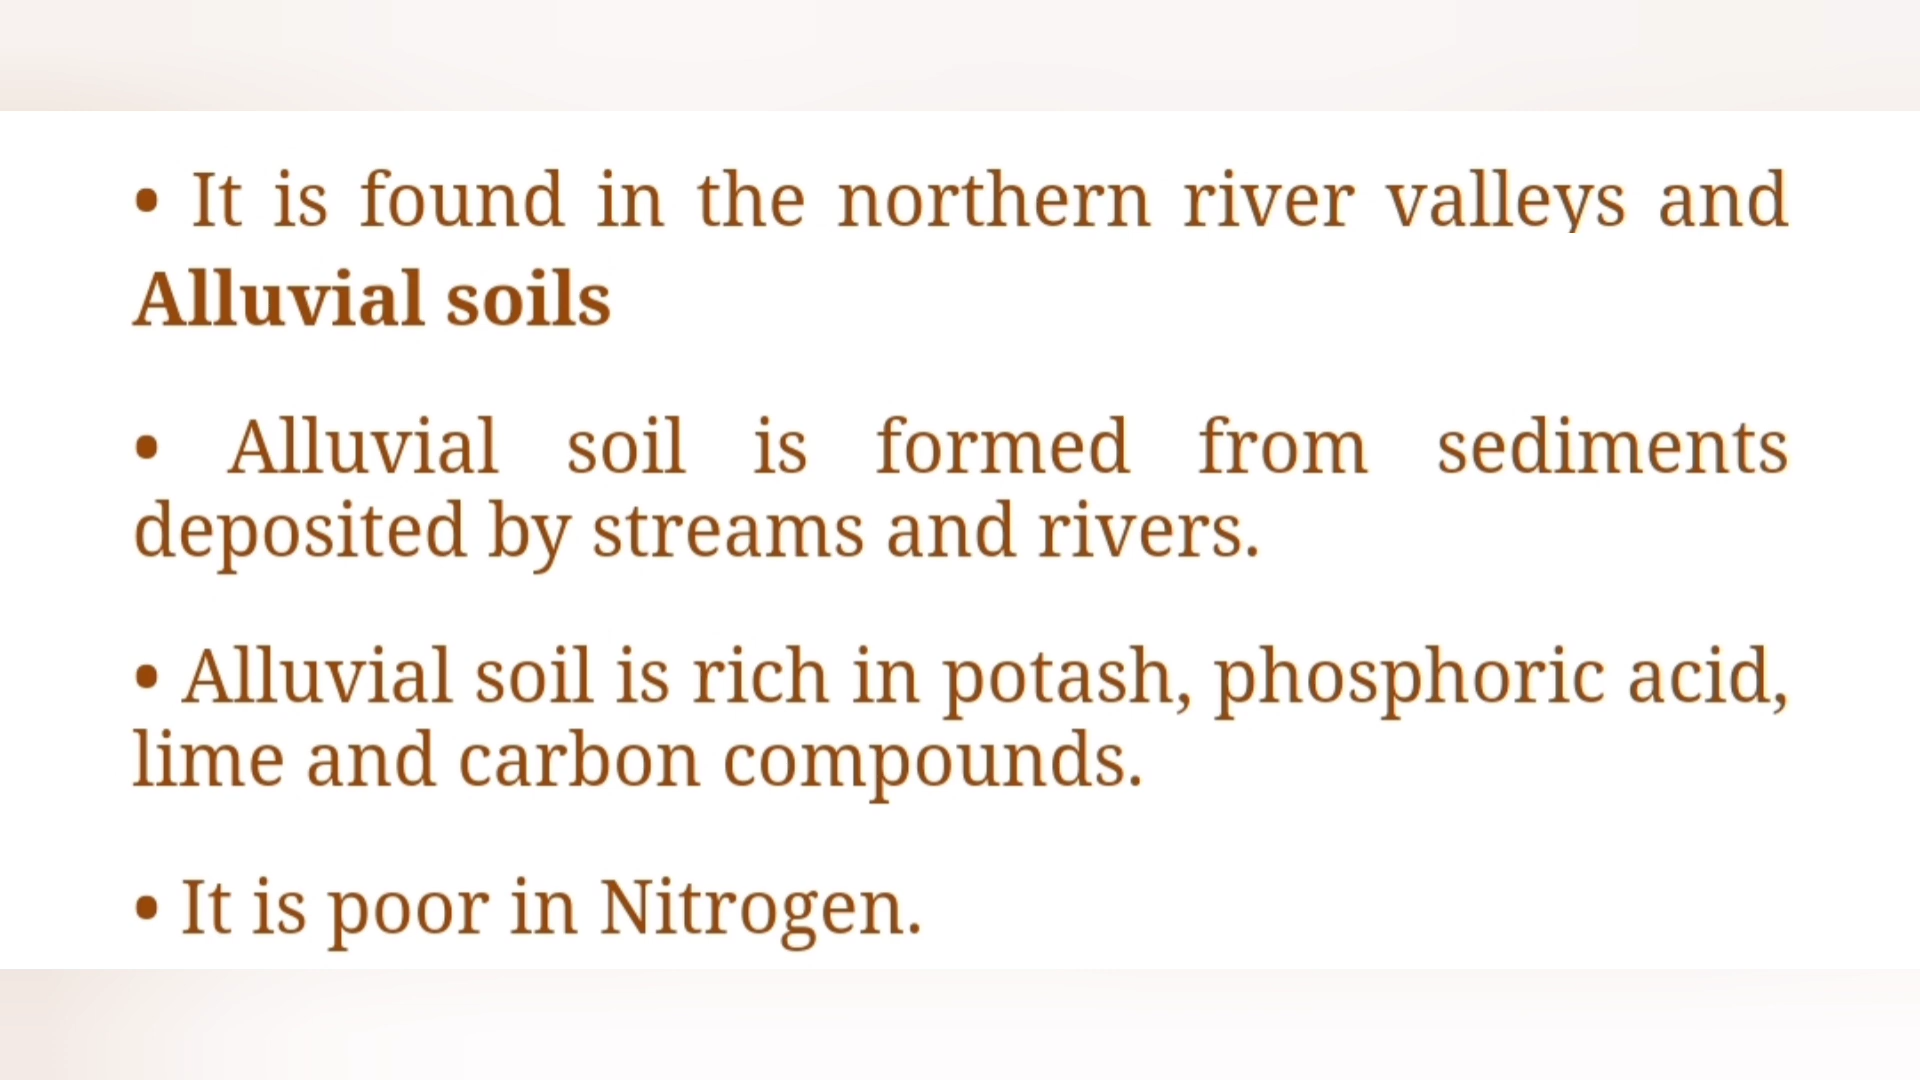 • It is found in the northern river valleys and
Alluvial soils
• Alluvial soil is formed from sediments
deposited by streams and rivers.
• Alluvial soil is rich in potash, phosphoric acid,
lime and carbon compounds.
• It is poor in Nitrogen.